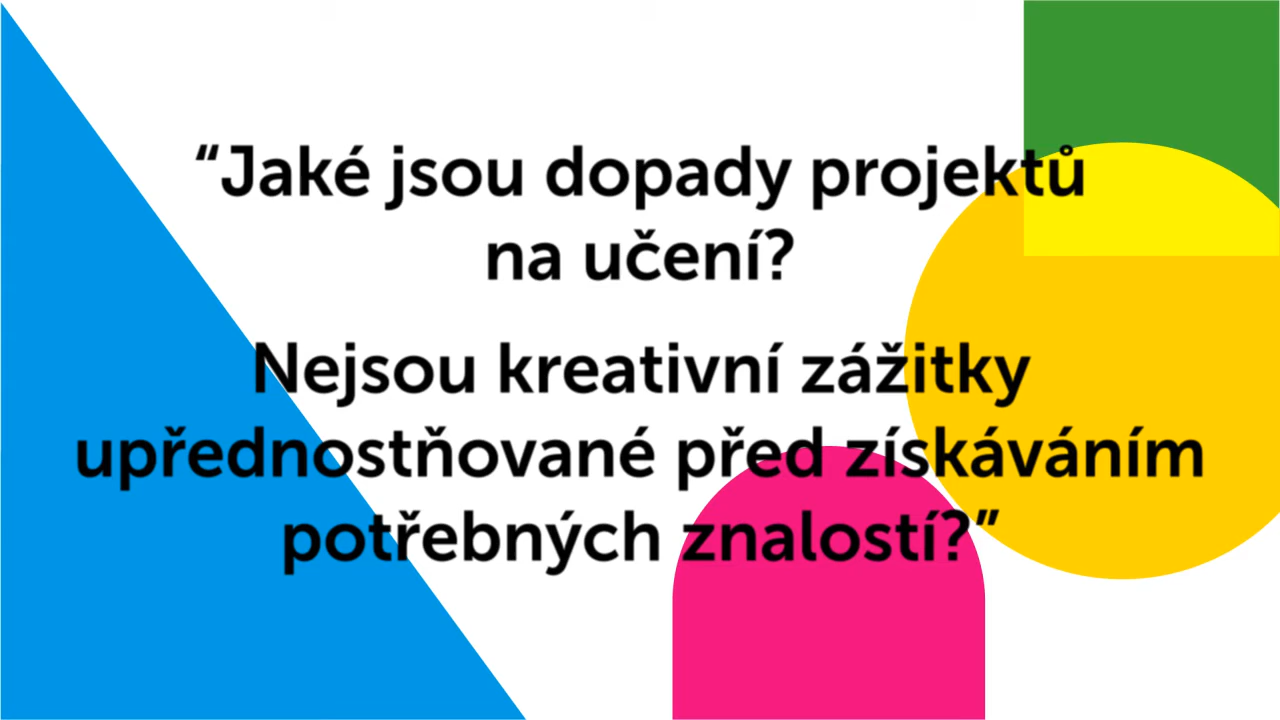 “Jaké jsou dopady projektů
na učení?
Nejsou kreativní zážitky
upřednostňované před získáváním
potřebných znalostí?”